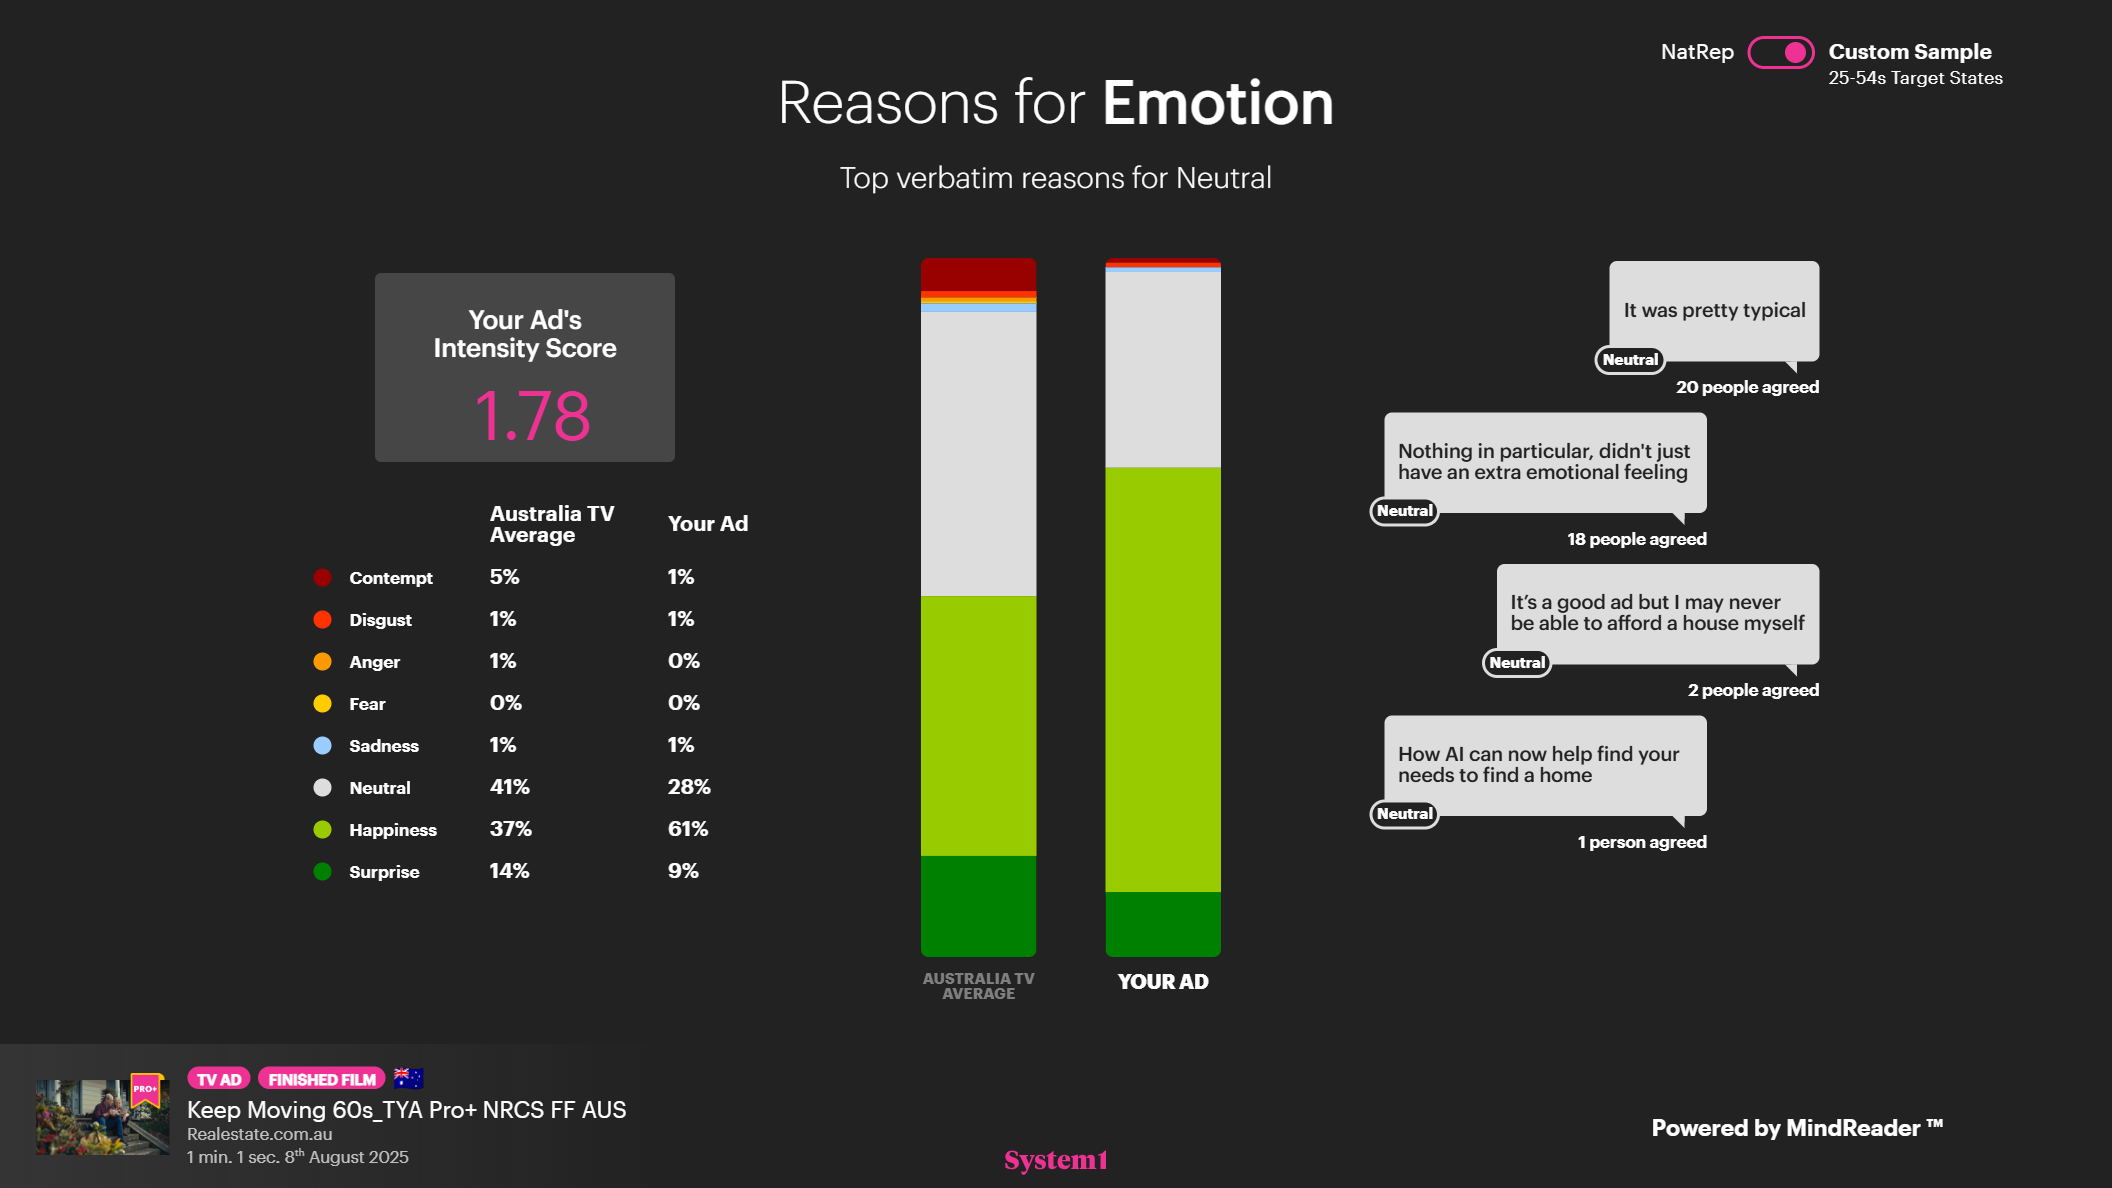 NatRep
Custom Sample
25-54s Target States
Reasons for Emotion
Top verbatim reasons for Neutral
Your Ad's
Intensity Score
1.78
Australia TV
Average
Your Ad
Contempt 5% 1%
Disgust 1% 1%
Anger 1% 0%
Fear 0% 0%
Sadness 1% 1%
Neutral 41% 28%
Happiness 37% 61%
Surprise 14% 9%
AUSTRALIA TV
AVERAGE
YOUR AD
It was pretty typical
Neutral
20 people agreed
Nothing in particular, didn't just
have an extra emotional feeling
Neutral
18 people agreed
It’s a good ad but I may never
be able to afford a house myself
Neutral
2 people agreed
How AI can now help find your
needs to find a home
Neutral
1 person agreed
PRO+
TV AD
FINISHED FILM
Keep Moving 60s_TYA Pro+ NRCS FF AUS
Realestate.com.au
1 min. 1 sec. 8th August 2025
System1
Powered by MindReader ™